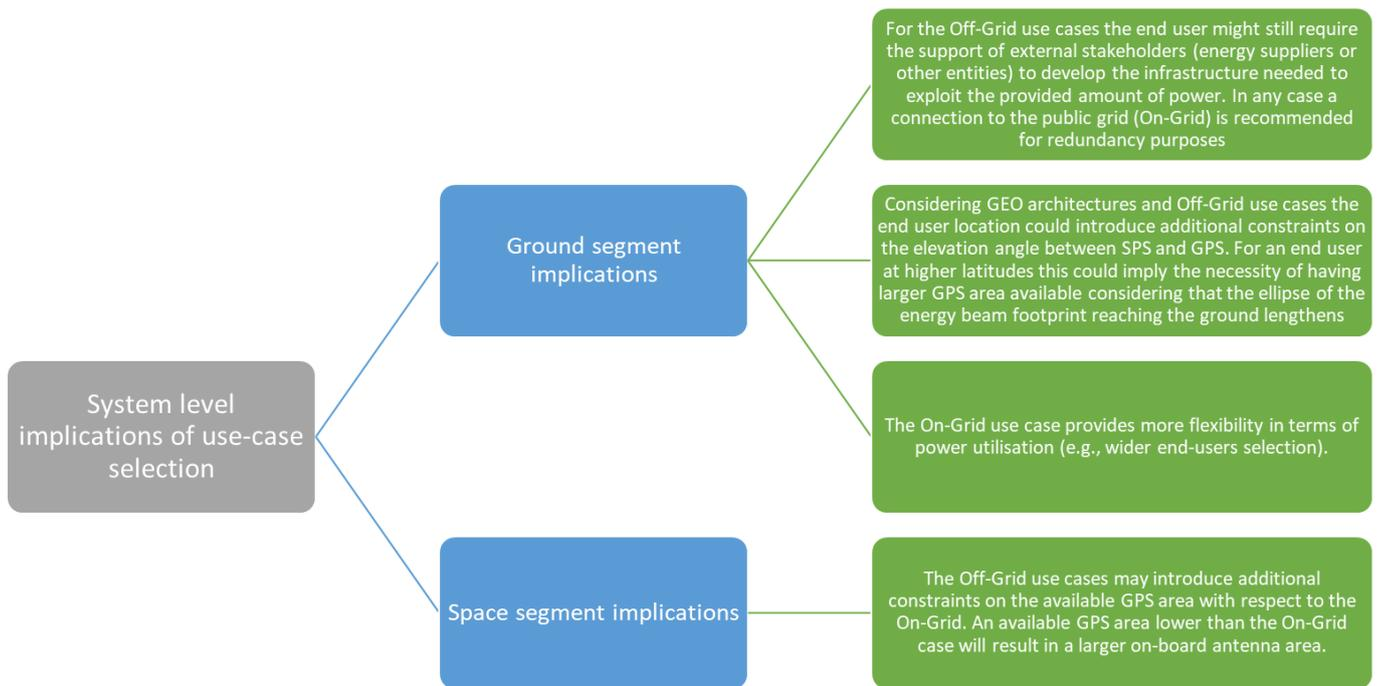 System level
implications of use-case
selection
Ground segment
implications
For the Off-Grid use cases the end user might still require
the support of external stakeholders (energy suppliers or
other entities) to develop the infrastructure needed to
exploit the provided amount of power. In any case a
connection to the public grid (On-Grid) is recommended
for redundancy purposes
Considering GEO architectures and Off-Grid use cases the
end user location could introduce additional constraints on
the elevation angle between SPS and GPS. For an end user
at higher latitudes this could imply the necessity of having
larger GPS area available considering that the ellipse of the
energy beam footprint reaching the ground lengthens
The On-Grid use case provides more flexibility in terms of
power utilisation (e.g., wider end-users selection).
Space segment implications
The Off-Grid use cases may introduce additional
constraints on the available GPS area with respect to the
On-Grid. An available GPS area lower than the On-Grid
case will result in a larger on-board antenna area.